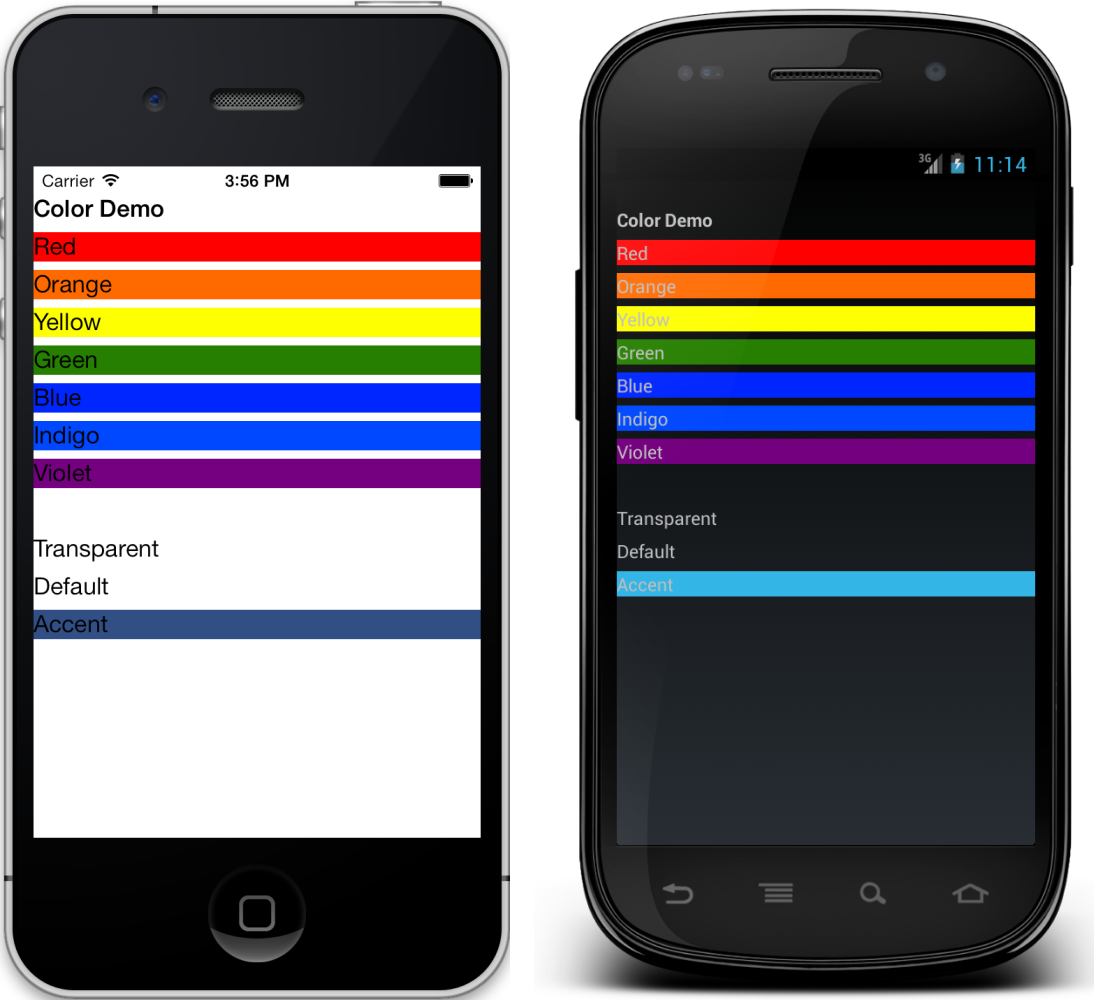 Carrier 3:56 PM
Color Demo
Red
Orange
Yellow
Green
Blue
Indigo
Violet
Transparent
Default
Accent
3G 11:14
Color Demo
Red
Orange
Yellow
Green
Blue
Indigo
Violet
Transparent
Default
Accent